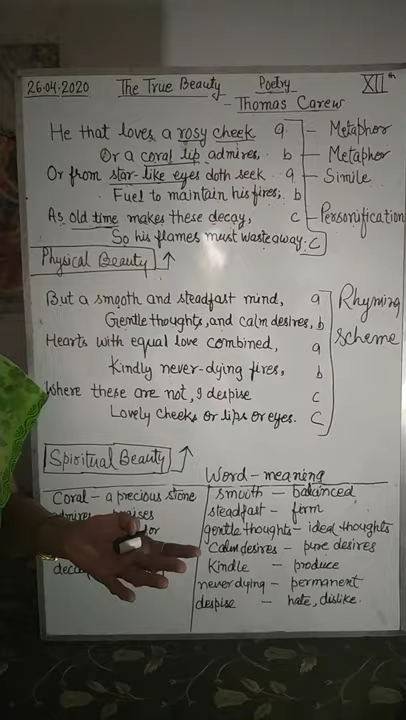 26.04.2020 The True Beauty Poetry XIIth
- Thomas Carew
He that loves a rosy cheek a - Metaphor
Or a coral lip admires, b - Metaphor
Or from star-like eyes doth seek a - Simile
Fuel to maintain his fires, b
As old time makes these decay, c - Personification
So his flames must waste away. c
Physical Beauty ↑
But a smooth and steadfast mind, a
Gentle thoughts, and calm desires, b
Hearts with equal love combined, a
Kindly never-dying fires, b
Where these are not, I despise c
Lovely cheeks or lips or eyes. c
Rhyming
scheme
Spiritual Beauty ↑
Word - meaning
Coral - a precious stone
smooth - balanced
steadfast - firm
gentle thoughts - ideal thoughts
Calm desires - pure desires
Kindle - produce
never dying - permanent
despise - hate, dislike.